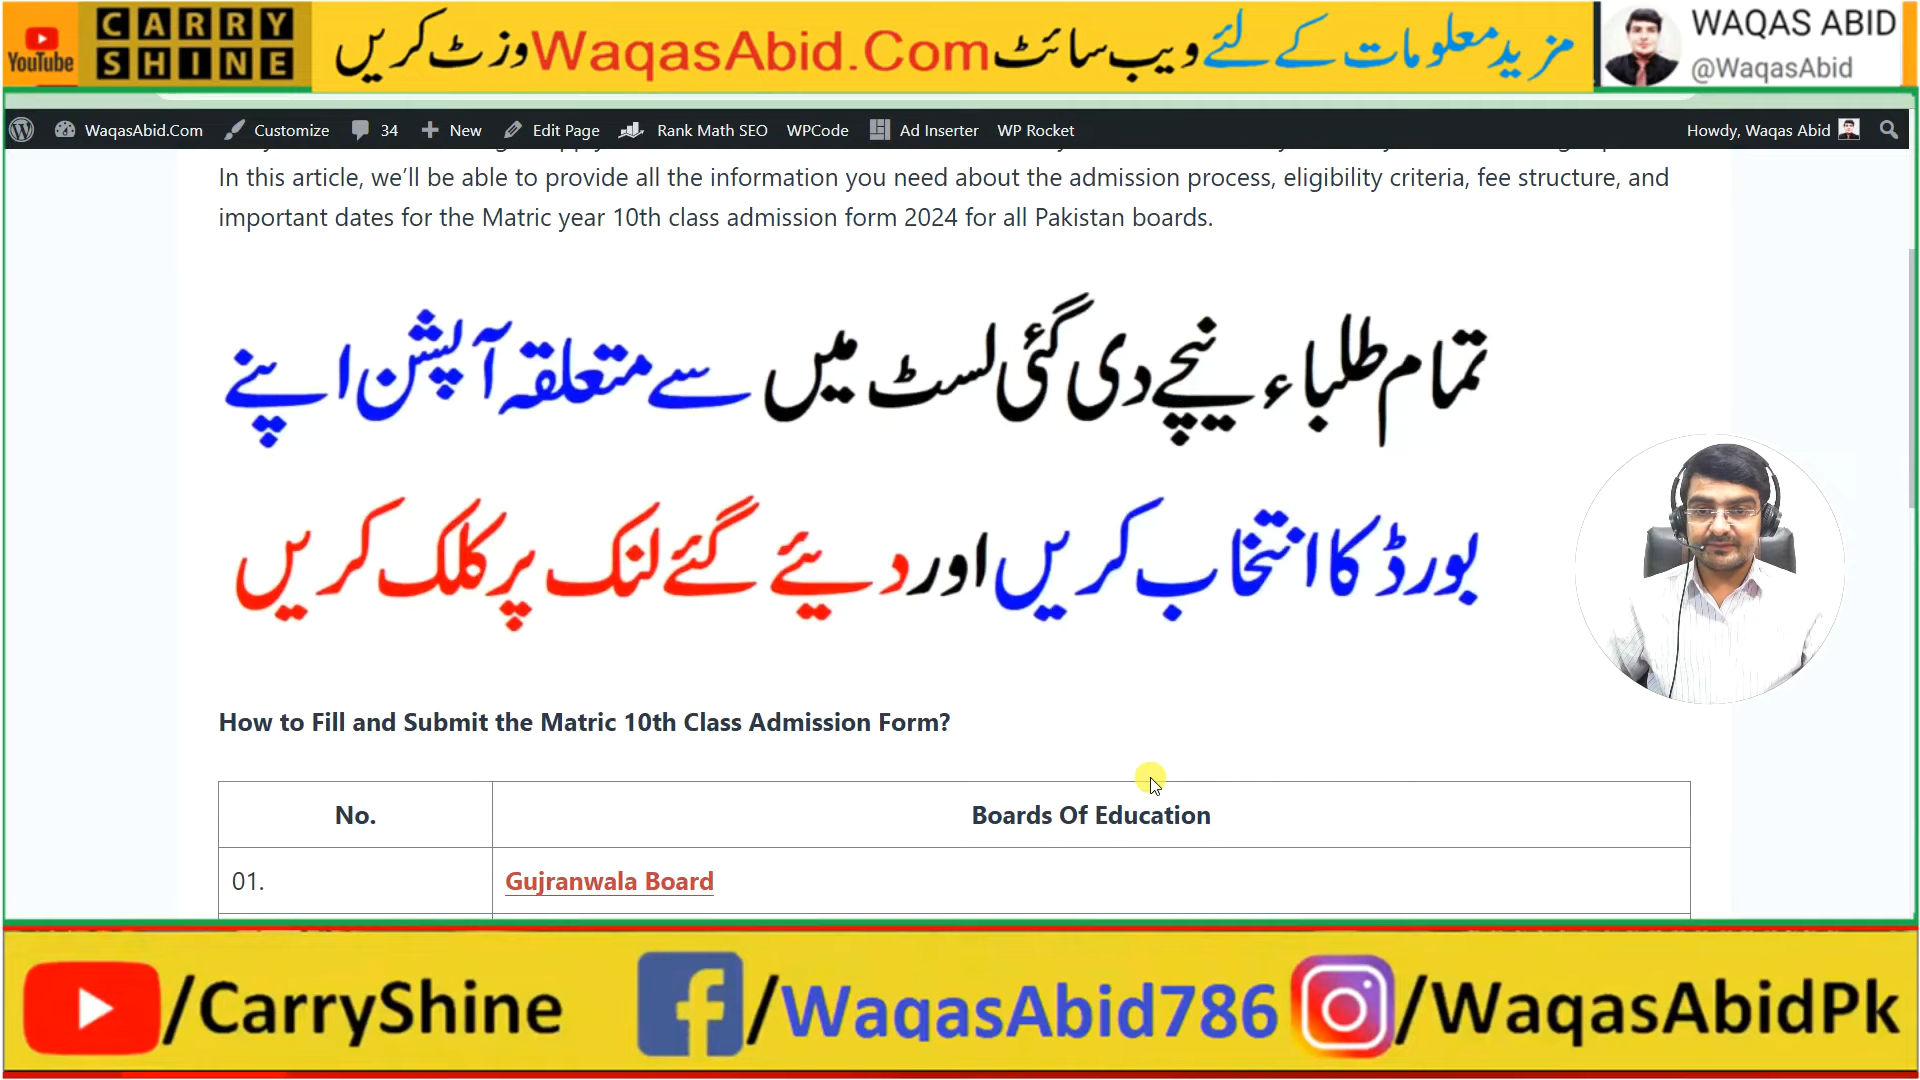 YouTube
CARRY
SHINE
مزید معلومات کے لئے ویب سائٹ WaqasAbid.Com وزٹ کریں
WAQAS ABID
@WaqasAbid
WaqasAbid.Com Customize 34 New Edit Page Rank Math SEO WPCode Ad Inserter WP Rocket Howdy, Waqas Abid
In this article, we’ll be able to provide all the information you need about the admission process, eligibility criteria, fee structure, and
important dates for the Matric year 10th class admission form 2024 for all Pakistan boards.
تمام طلباء نیچے دی گئی لسٹ میں سے متعلقہ آپشن اپنے
بورڈ کا انتخاب کریں اور دیئے گئے لنک پر کلک کریں
How to Fill and Submit the Matric 10th Class Admission Form?
No. Boards Of Education
01. Gujranwala Board
/CarryShine /WaqasAbid786 /WaqasAbidPk